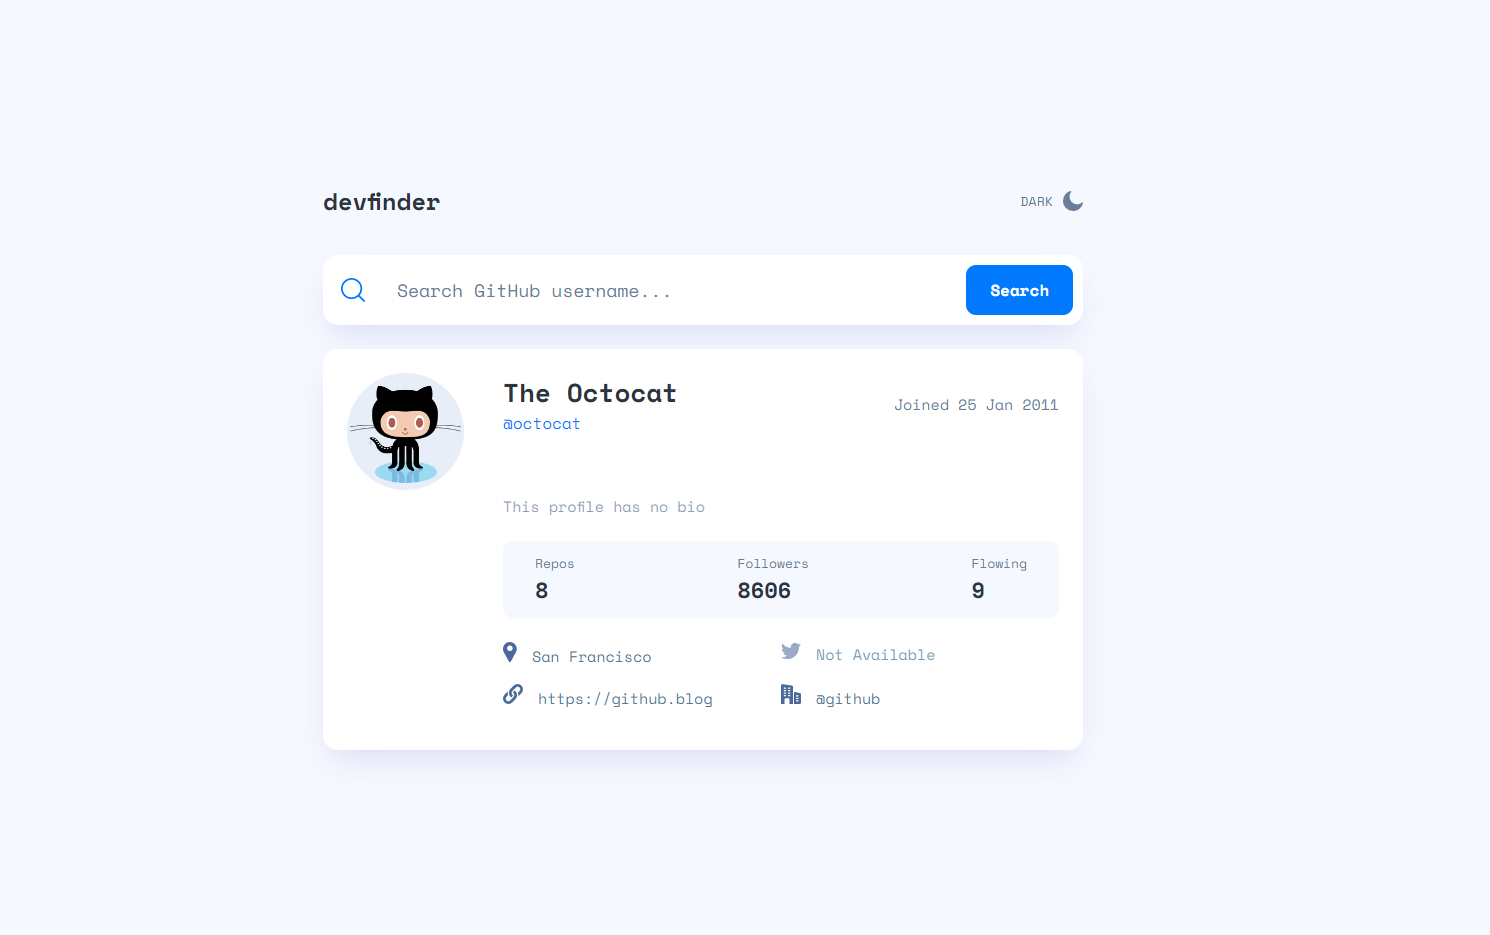 devfinder
DARK
Search GitHub username...
Search
The Octocat
Joined 25 Jan 2011
@octocat
This profile has no bio
Repos Followers Flowing
8 8606 9
San Francisco Not Available
https://github.blog @github